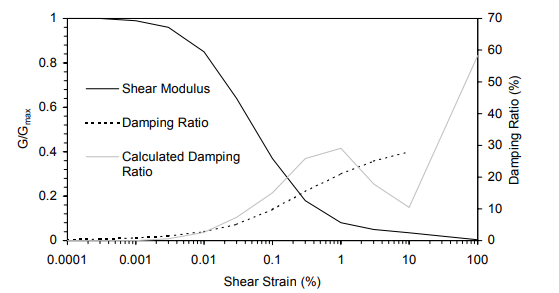 1
0.8
0.6
0.4
0.2
0
G/Gmax
70
60
50
40
30
20
10
0
Damping Ratio (%)
Shear Modulus
Damping Ratio
Calculated Damping
Ratio
0.0001 0.001 0.01 0.1 1 10 100
Shear Strain (%)